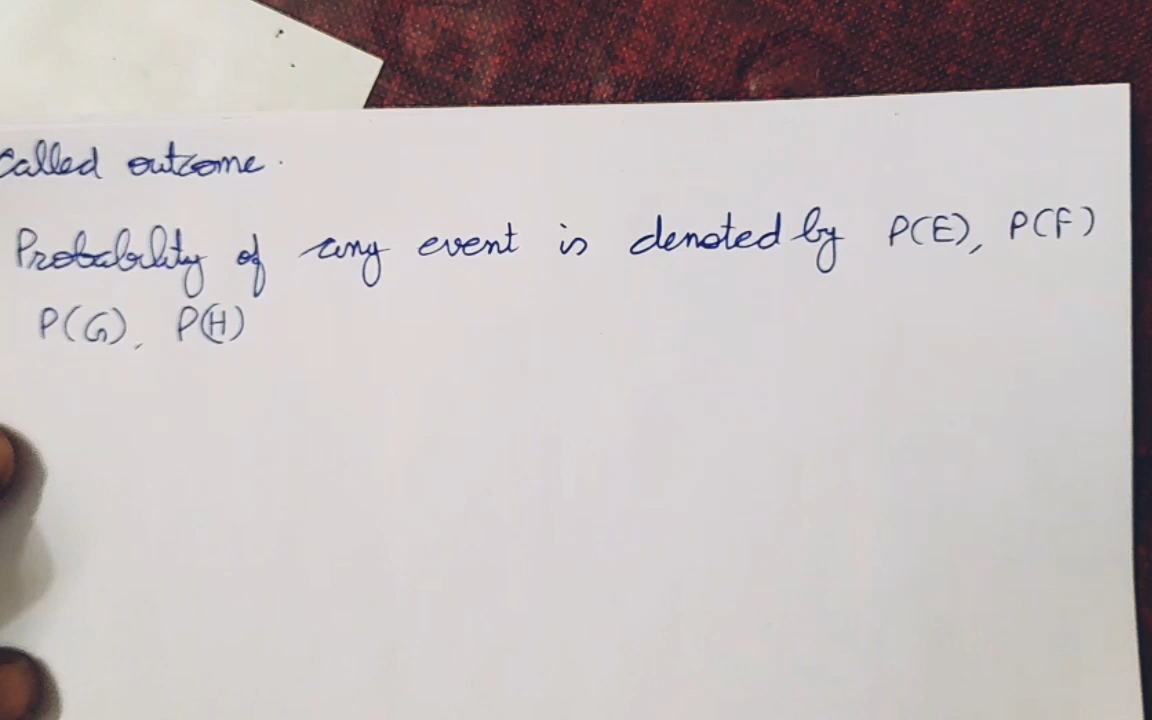 called outcome.
Probability of any event is denoted by P(E), P(F)
P(G), P(H)